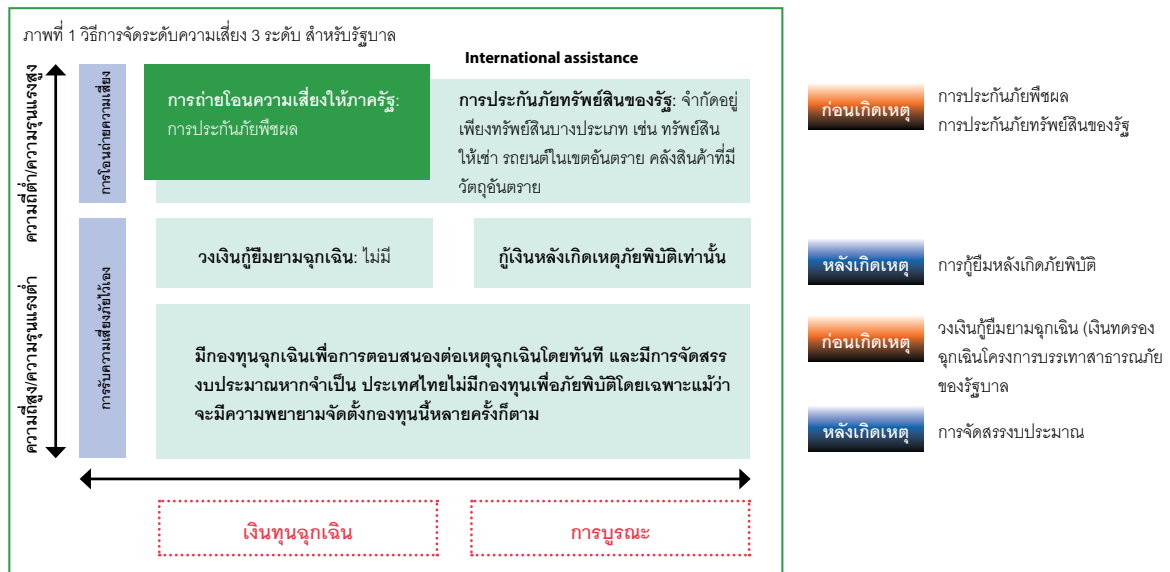 ภาพที่ 1 วิธีการจัดระดับความเสี่ยง 3 ระดับ สำหรับรัฐบาล
International assistance
ความถี่ต่ำ/ความรุนแรงสูง
การโอนถ่ายความเสี่ยง
การถ่ายโอนความเสี่ยงให้ภาครัฐ:
การประกันภัยพืชผล
การประกันภัยทรัพย์สินของรัฐ: จำกัดอยู่
เพียงทรัพย์สินบางประเภท เช่น ทรัพย์สิน
ให้เช่า รถยนต์ในเขตอันตราย คลังสินค้าที่มี
วัตถุอันตราย
ความถี่สูง/ความรุนแรงต่ำ
การรับความเสี่ยงภัยไว้เอง
วงเงินกู้ยืมยามฉุกเฉิน: ไม่มี
กู้เงินหลังเกิดเหตุภัยพิบัติเท่านั้น
มีกองทุนฉุกเฉินเพื่อการตอบสนองต่อเหตุฉุกเฉินโดยทันที และมีการจัดสรร
งบประมาณหากจำเป็น ประเทศไทยไม่มีกองทุนเพื่อภัยพิบัติโดยเฉพาะแม้ว่า
จะมีความพยายามจัดตั้งกองทุนนี้หลายครั้งก็ตาม
เงินทุนฉุกเฉิน
การบูรณะ
ก่อนเกิดเหตุ
การประกันภัยพืชผล
การประกันภัยทรัพย์สินของรัฐ
หลังเกิดเหตุ
การกู้ยืมหลังเกิดภัยพิบัติ
ก่อนเกิดเหตุ
วงเงินกู้ยืมยามฉุกเฉิน (เงินทดรอง
ฉุกเฉินโครงการบรรเทาสาธารณภัย
ของรัฐบาล
หลังเกิดเหตุ
การจัดสรรงบประมาณ